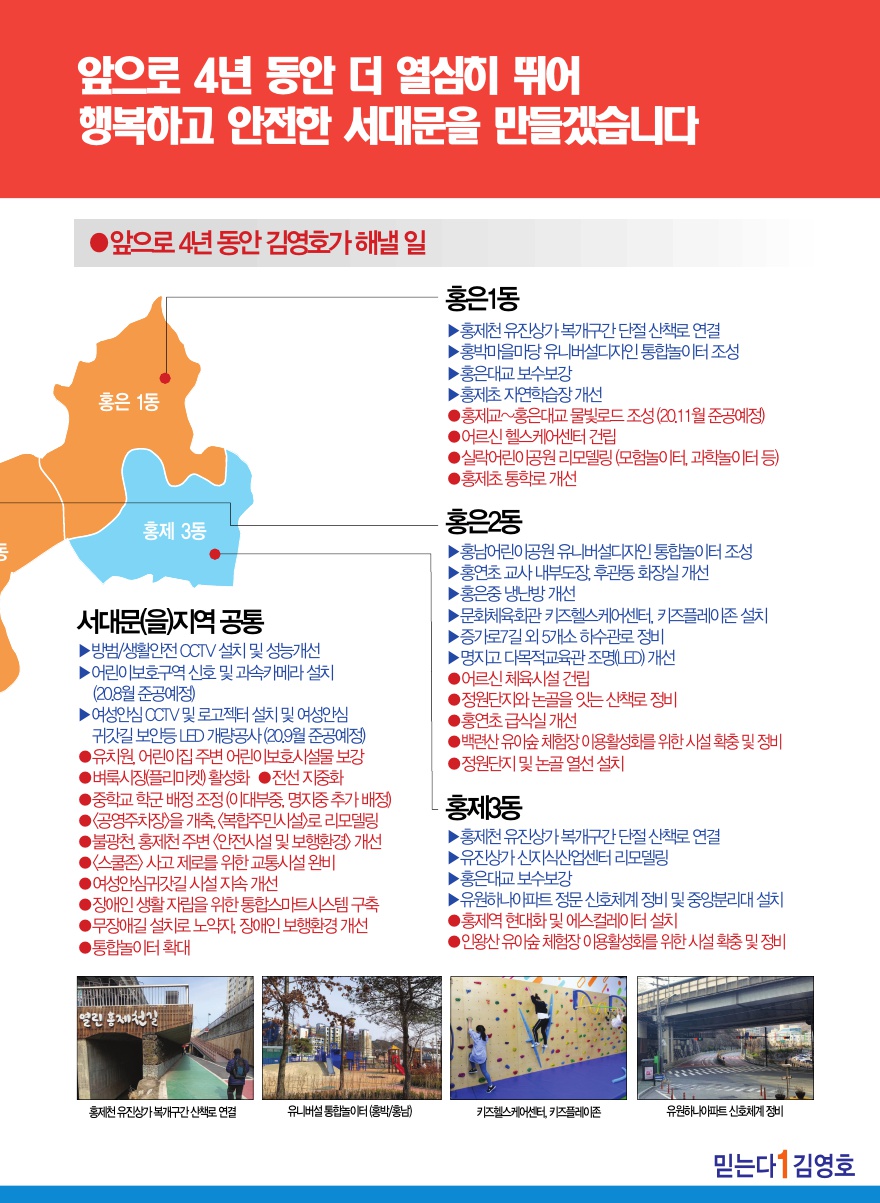 앞으로 4년 동안 더 열심히 뛰어
행복하고 안전한 서대문을 만들겠습니다
●앞으로 4년 동안 김영호가 해낼 일
홍은 1동
홍제 3동
동
홍은1동
▶홍제천 유진상가 복개구간 단절 산책로 연결
▶홍박마을마당 유니버설디자인 통합놀이터 조성
▶홍은대교 보수보강
▶홍제초 자연학습장 개선
●홍제교~홍은대교 물빛로드 조성 (20.11월 준공예정)
●어르신 헬스케어센터 건립
●실락어린이공원 리모델링 (모험놀이터, 과학놀이터 등)
●홍제초 통학로 개선
홍은2동
▶홍남어린이공원 유니버설디자인 통합놀이터 조성
▶홍연초 교사 내부도장, 후관동 화장실 개선
▶홍은중 냉난방 개선
▶문화체육회관 키즈헬스케어센터, 키즈플레이존 설치
▶증가로7길 외 5개소 하수관로 정비
▶명지고 다목적교육관 조명(LED) 개선
●어르신 체육시설 건립
●정원단지와 논골을 잇는 산책로 정비
●홍연초 급식실 개선
●백련산 유아숲 체험장 이용활성화를 위한 시설 확충 및 정비
●정원단지 및 논골 열선 설치
홍제3동
▶홍제천 유진상가 복개구간 단절 산책로 연결
▶유진상가 신지식산업센터 리모델링
▶홍은대교 보수보강
▶유원하나아파트 정문 신호체계 정비 및 중앙분리대 설치
●홍제역 현대화 및 에스컬레이터 설치
●인왕산 유아숲 체험장 이용활성화를 위한 시설 확충 및 정비
서대문(을)지역 공통
▶방범/생활안전 CCTV 설치 및 성능개선
▶어린이보호구역 신호 및 과속카메라 설치
(20.8월 준공예정)
▶여성안심 CCTV 및 로고젝터 설치 및 여성안심
귀갓길 보안등 LED 개량공사 (20.9월 준공예정)
●유치원, 어린이집 주변 어린이보호시설물 보강
●벼룩시장(플리마켓) 활성화 ●전선 지중화
●중학교 학군 배정 조정 (이대부중, 명지중 추가 배정)
●〈공영주차장〉을 개축, 〈복합주민시설〉로 리모델링
●불광천, 홍제천 주변 〈안전시설 및 보행환경〉 개선
●〈스쿨존〉 사고 제로를 위한 교통시설 완비
●여성안심귀갓길 시설 지속 개선
●장애인 생활 자립을 위한 통합스마트시스템 구축
●무장애길 설치로 노약자, 장애인 보행환경 개선
●통합놀이터 확대
열린홍제천길
홍제천 유진상가 복개구간 산책로 연결
유니버설 통합놀이터 (홍박/홍남)
키즈헬스케어센터, 키즈플레이존
유원하나아파트 신호체계 정비
믿는다1김영호